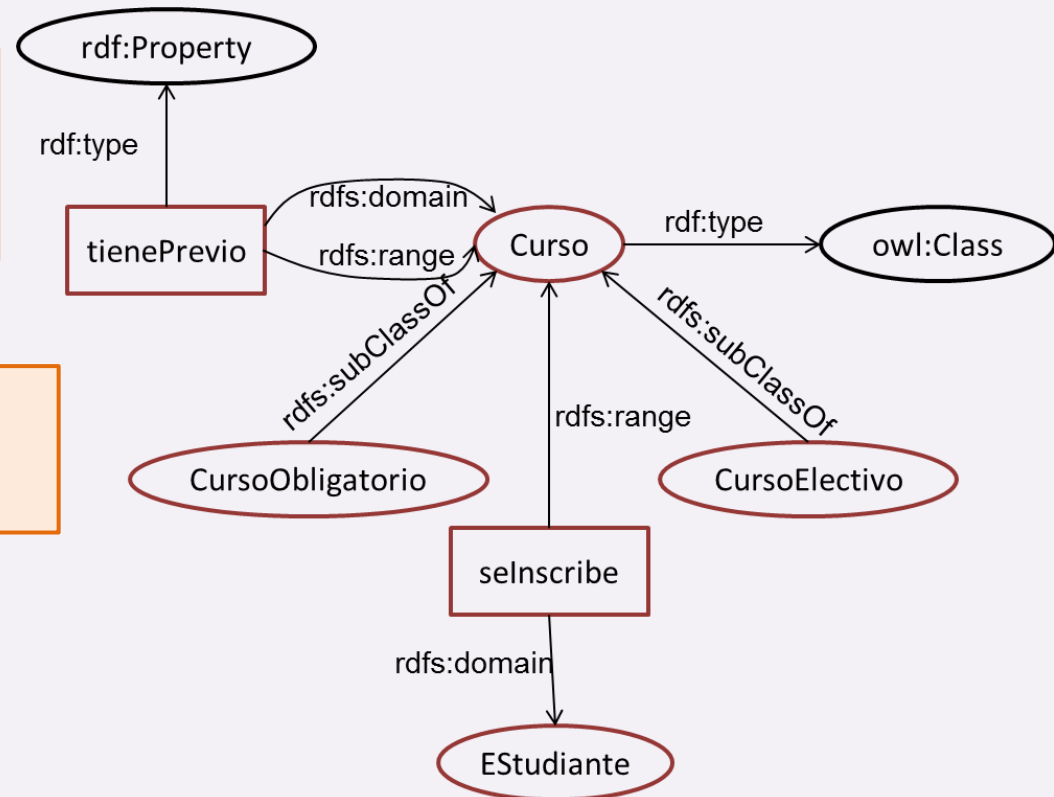 rdf:Property
rdf:type
rdfs:domain
tienePrevio
rdfs:range
Curso
rdf:type
owl:Class
rdfs:subClassOf
rdfs:subClassOf
rdfs:range
CursoObligatorio
CursoElectivo
seInscribe
rdfs:domain
EStudiante